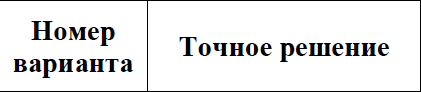 Номер
варианта
Точное решение